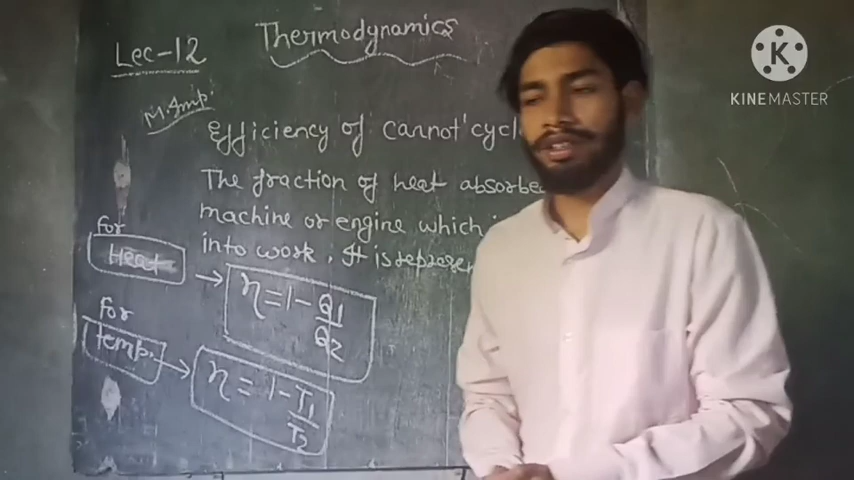 Lec-12
Thermodynamics
M.Imp.
Efficiency of Carnot'cycl
The fraction of heat absorbe
machine or engine which i
into work. It is represen
for
Heat
→ η = 1 - Q1/Q2
for
temp.
→ η = 1 - T1/T2
K
KINEMASTER